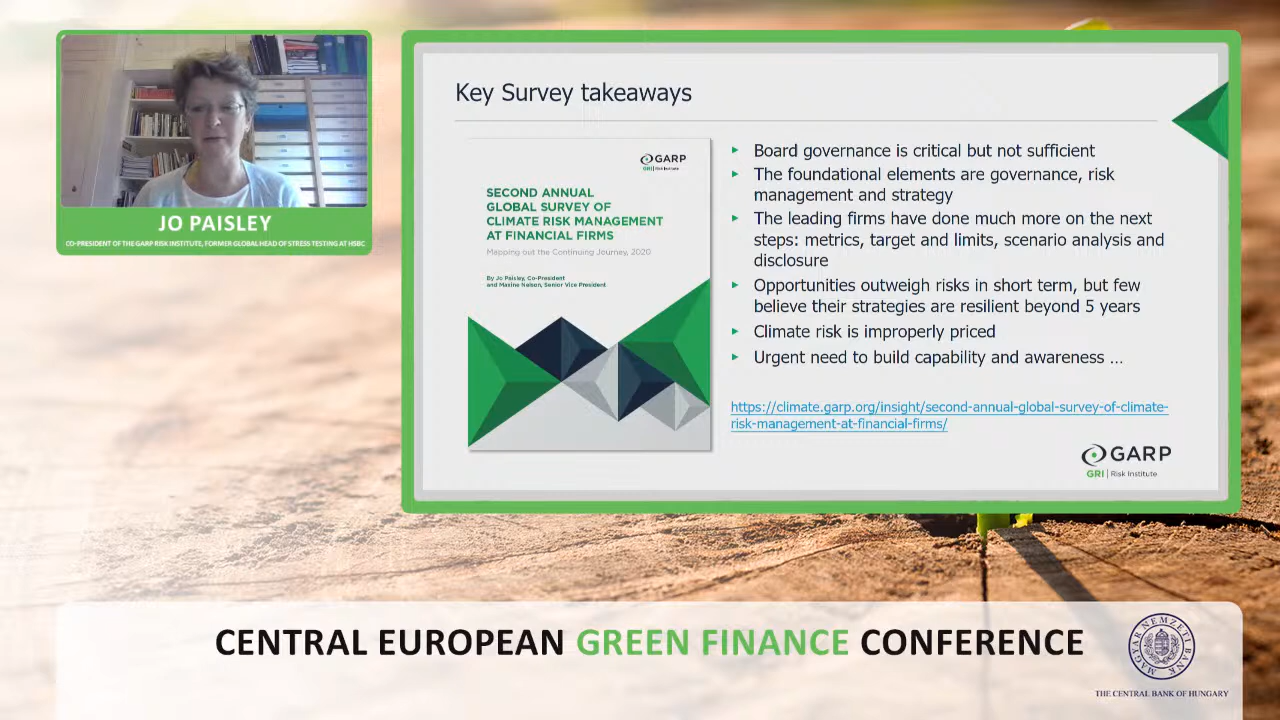 JO PAISLEY
CO-PRESIDENT OF THE GARP RISK INSTITUTE, FORMER GLOBAL HEAD OF STRESS TESTING AT HSBC
Key Survey takeaways
GARP
GRI | Risk Institute
SECOND ANNUAL
GLOBAL SURVEY OF
CLIMATE RISK MANAGEMENT
AT FINANCIAL FIRMS
Mapping out the Continuing Journey, 2020
By Jo Paisley, Co-President
and Maxine Nelson, Senior Vice President
Board governance is critical but not sufficient
The foundational elements are governance, risk
management and strategy
The leading firms have done much more on the next
steps: metrics, target and limits, scenario analysis and
disclosure
Opportunities outweigh risks in short term, but few
believe their strategies are resilient beyond 5 years
Climate risk is improperly priced
Urgent need to build capability and awareness ...
https://climate.garp.org/insight/second-annual-global-survey-of-climate-
risk-management-at-financial-firms/
GARP
GRI | Risk Institute
CENTRAL EUROPEAN GREEN FINANCE CONFERENCE
MAGYAR NEMZETI BANK
THE CENTRAL BANK OF HUNGARY